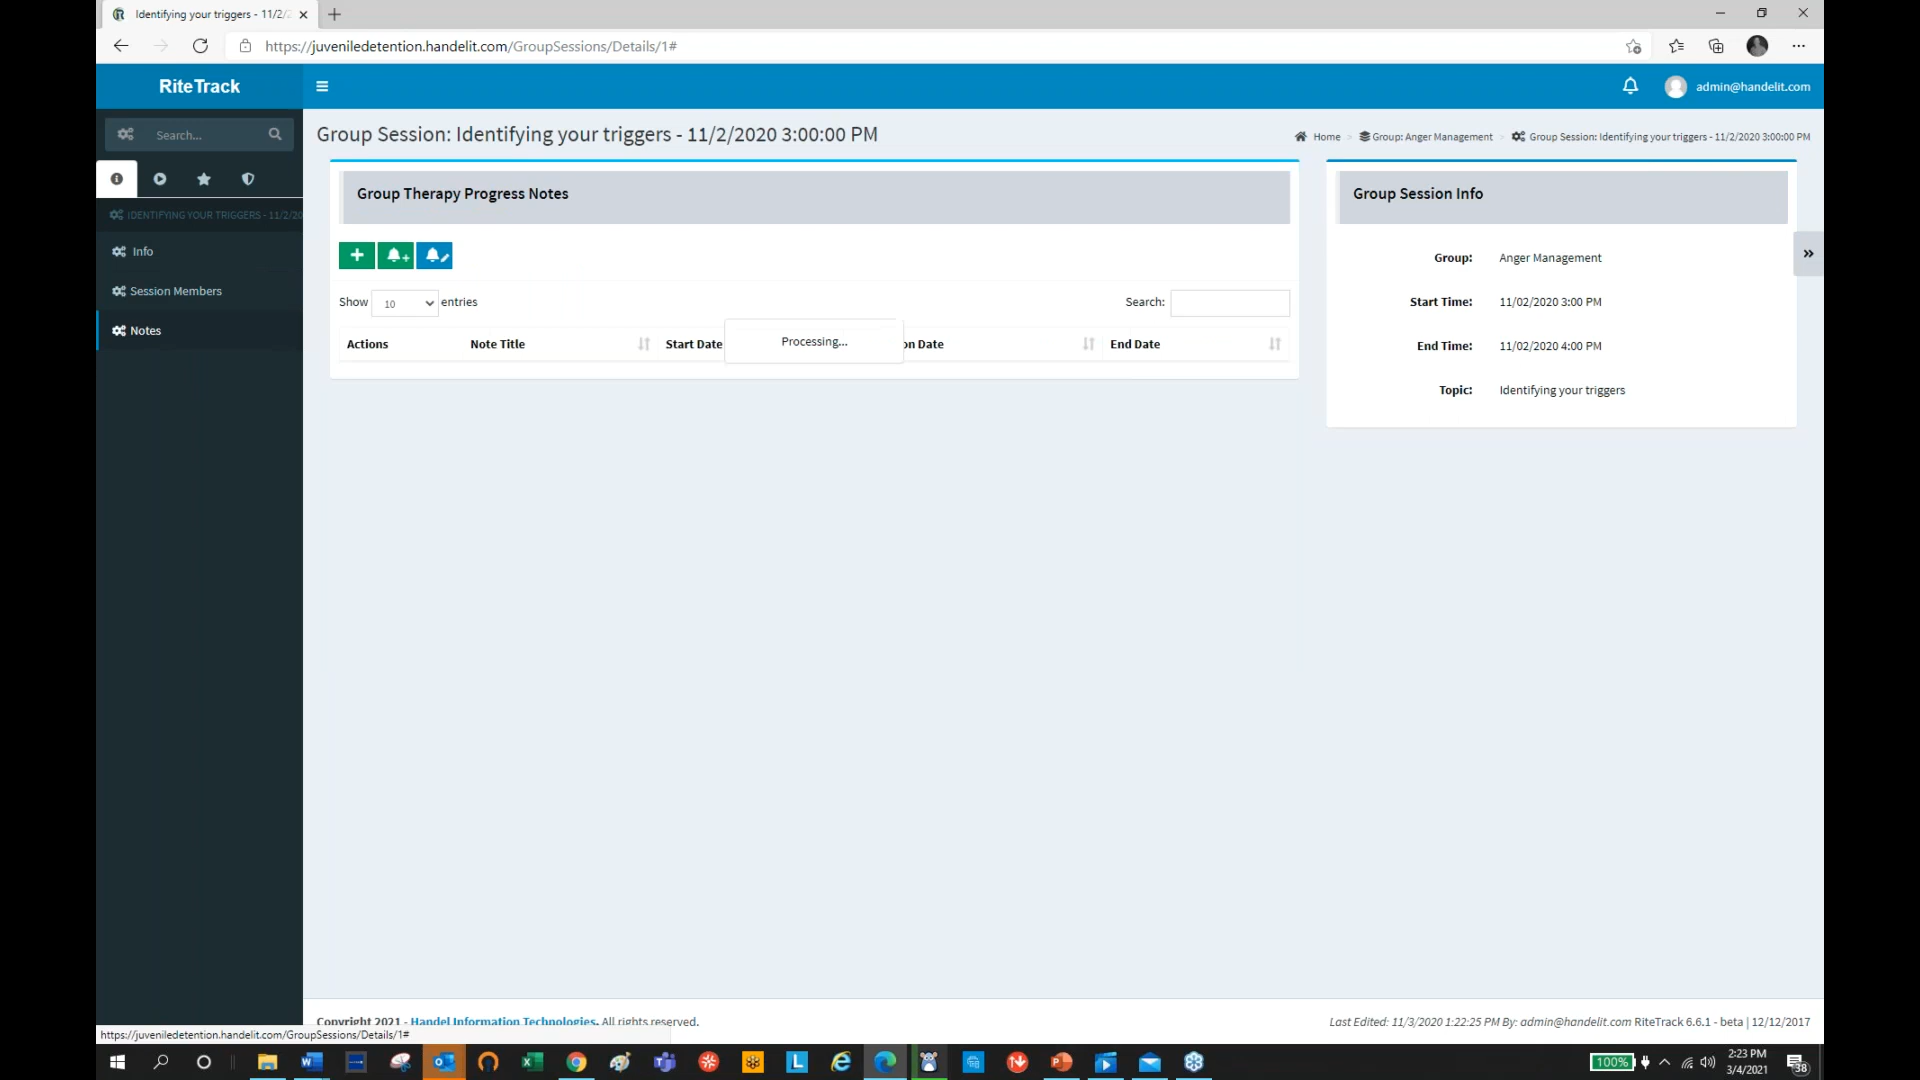 Identifying your triggers - 11/2/2
https://juveniledetention.handelit.com/GroupSessions/Details/1#
RiteTrack
admin@handelit.com
Search...
Group Session: Identifying your triggers - 11/2/2020 3:00:00 PM
Home > Group: Anger Management > Group Session: Identifying your triggers - 11/2/2020 3:00:00 PM
IDENTIFYING YOUR TRIGGERS - 11/2/20
Info
Session Members
Notes
Group Therapy Progress Notes
Show 10 entries
Search:
Actions Note Title Start Date Processing... on Date End Date
Group Session Info
Group: Anger Management
Start Time: 11/02/2020 3:00 PM
End Time: 11/02/2020 4:00 PM
Topic: Identifying your triggers
Copyright 2021 - Handel Information Technologies. All rights reserved.
Last Edited: 11/3/2020 1:22:25 PM By: admin@handelit.com RiteTrack 6.6.1 - beta | 12/12/2017
https://juveniledetention.handelit.com/GroupSessions/Details/1#
100%
2:23 PM
3/4/2021
38